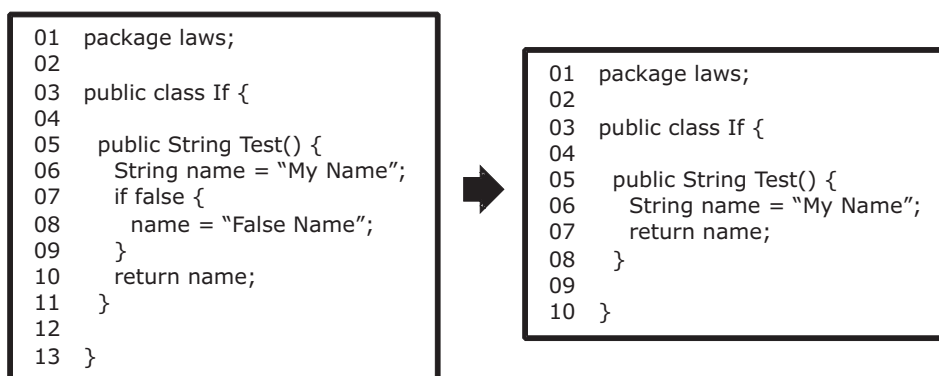 01 package laws;
02
03 public class If {
04
05 public String Test() {
06 String name = “My Name”;
07 if false {
08 name = “False Name”;
09 }
10 return name;
11 }
12
13 }
01 package laws;
02
03 public class If {
04
05 public String Test() {
06 String name = “My Name”;
07 return name;
08 }
09
10 }